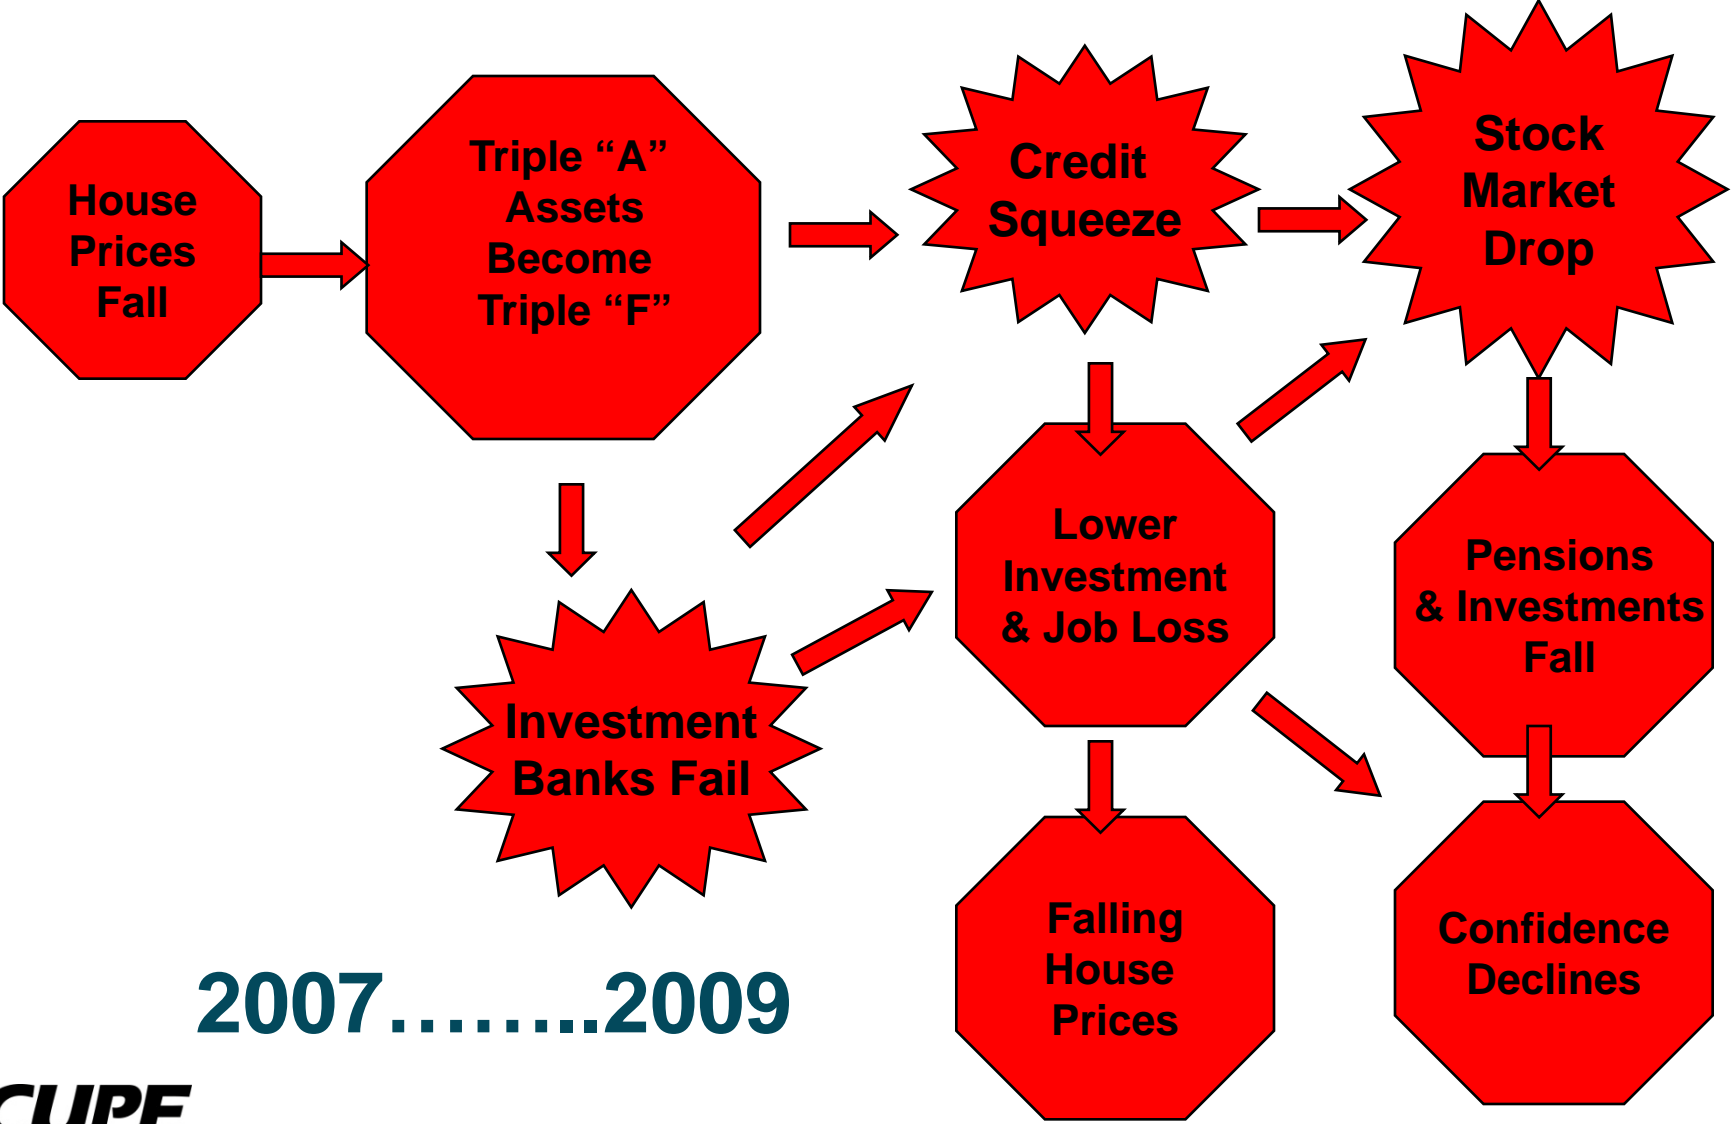 House
Prices
Fall
Triple “A”
Assets
Become
Triple “F”
Credit
Squeeze
Stock
Market
Drop
Investment
Banks Fail
Lower
Investment
& Job Loss
Pensions
& Investments
Fall
Falling
House
Prices
Confidence
Declines
2007……...2009
CUPE